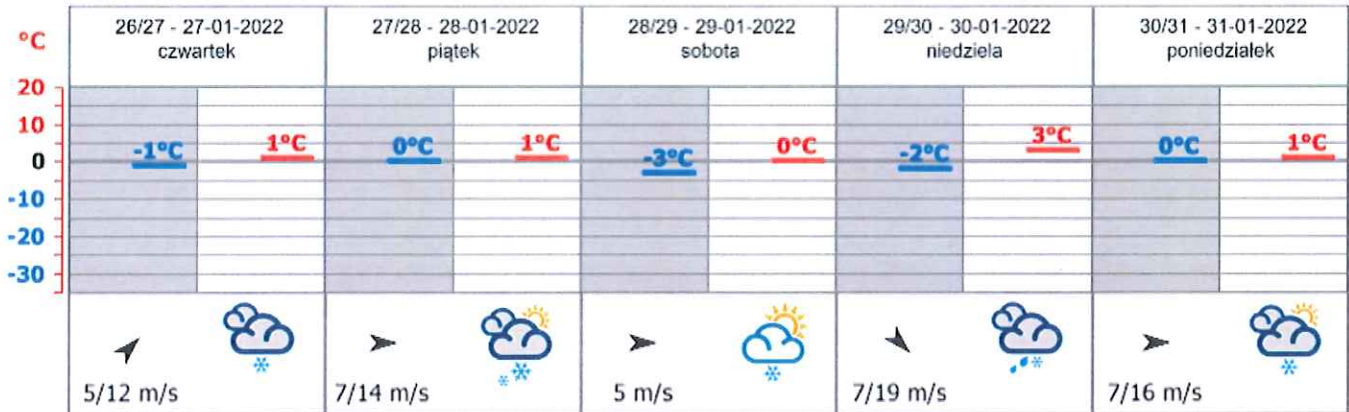 °C
26/27 - 27-01-2022
czwartek
27/28 - 28-01-2022
piątek
28/29 - 29-01-2022
sobota
29/30 - 30-01-2022
niedziela
30/31 - 31-01-2022
poniedziałek
20
10
0
-10
-20
-30
-1°C
1°C
0°C
1°C
-3°C
0°C
-2°C
3°C
0°C
1°C
5/12 m/s
7/14 m/s
5 m/s
7/19 m/s
7/16 m/s